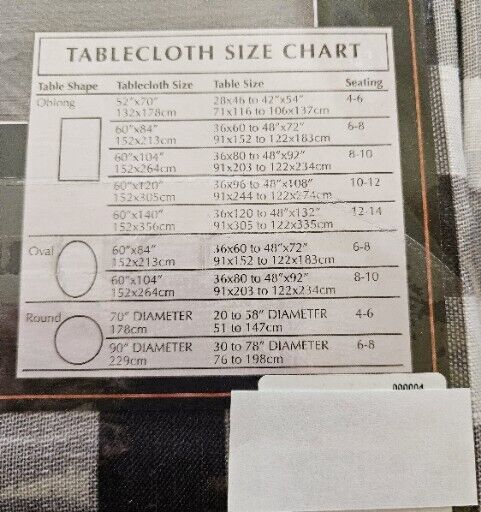 TABLECLOTH SIZE CHART
Table Shape Tablecloth Size Table Size Seating
Oblong 52"x70" 28x46 to 42"x54" 4-6
132x178cm 71x116 to 106x137cm
60"x84" 36x60 to 48"x72" 6-8
152x213cm 91x152 to 122x183cm
60"x104" 36x80 to 48"x92" 8-10
152x264cm 91x203 to 122x234cm
60"x120" 36x96 to 48"x108" 10-12
152x305cm 91x244 to 122x274cm
60"x140" 36x120 to 48"x132" 12-14
152x356cm 91x305 to 122x335cm
Oval 60"x84" 36x60 to 48"x72" 6-8
152x213cm 91x152 to 122x183cm
60"x104" 36x80 to 48"x92" 8-10
152x264cm 91x203 to 122x234cm
Round 70" DIAMETER 20 to 58" DIAMETER 4-6
178cm 51 to 147cm
90" DIAMETER 30 to 78" DIAMETER 6-8
229cm 76 to 198cm